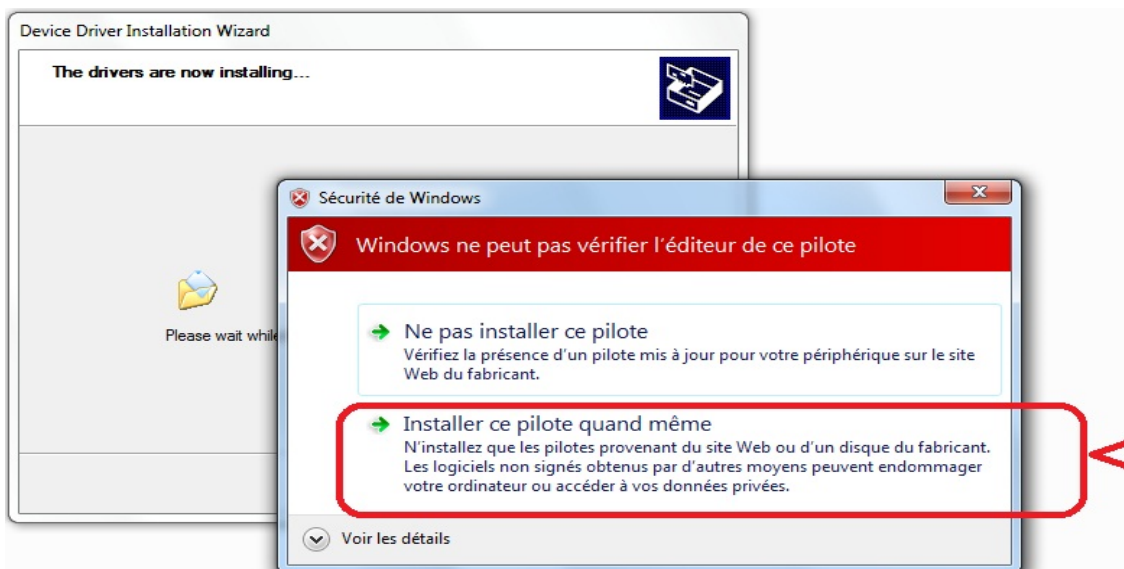 Device Driver Installation Wizard
The drivers are now installing...
Please wait while
Sécurité de Windows
Windows ne peut pas vérifier l'éditeur de ce pilote
Ne pas installer ce pilote
Vérifiez la présence d'un pilote mis à jour pour votre périphérique sur le site
Web du fabricant.
Installer ce pilote quand même
N'installez que les pilotes provenant du site Web ou d'un disque du fabricant.
Les logiciels non signés obtenus par d'autres moyens peuvent endommager
votre ordinateur ou accéder à vos données privées.
Voir les détails